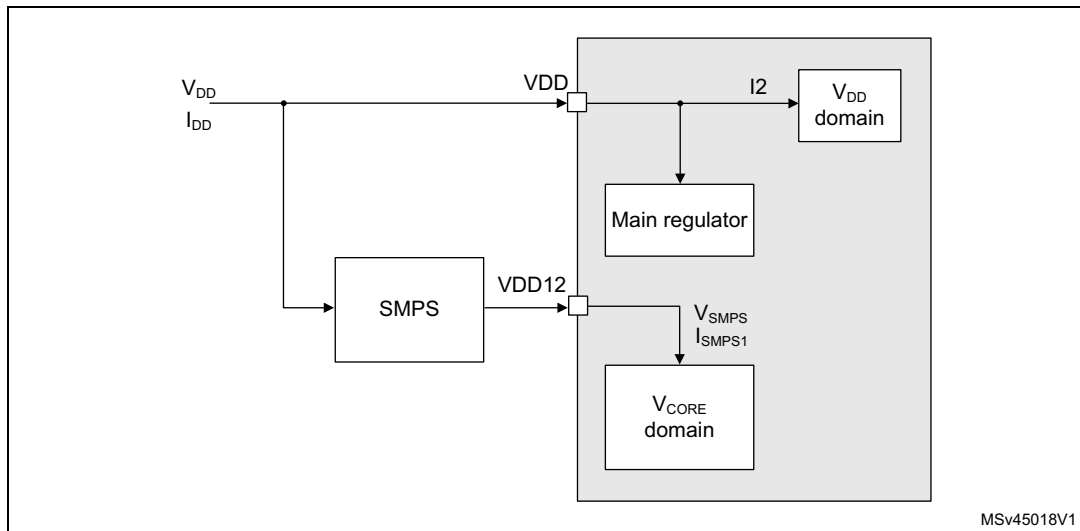 VDD
IDD
VDD
I2
VDD
domain
Main regulator
SMPS
VDD12
VSMPS
ISMPS1
VCORE
domain
MSv45018V1